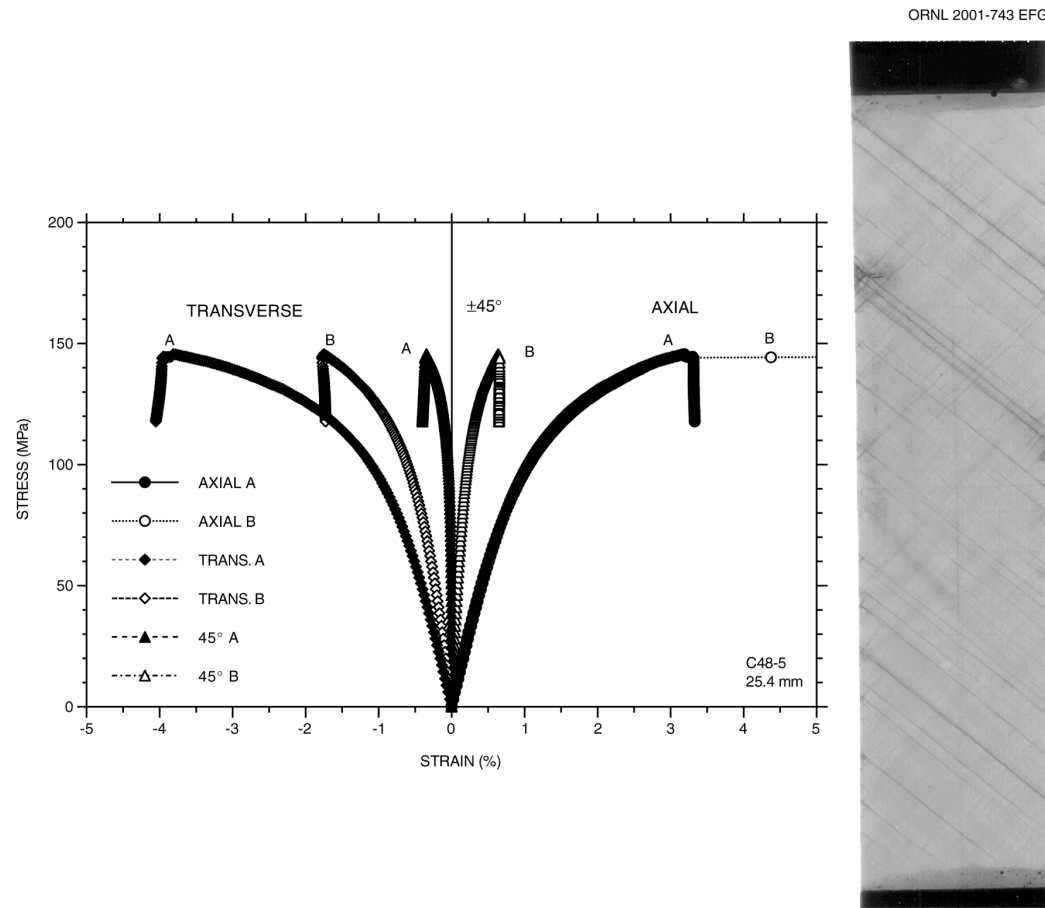 ORNL 2001-743 EFG
200
150
100
50
0
STRESS (MPa)
TRANSVERSE
±45°
AXIAL
A
B
A
B
A
B
AXIAL A
AXIAL B
TRANS. A
TRANS. B
45° A
45° B
C48-5
25.4 mm
-5 -4 -3 -2 -1 0 1 2 3 4 5
STRAIN (%)